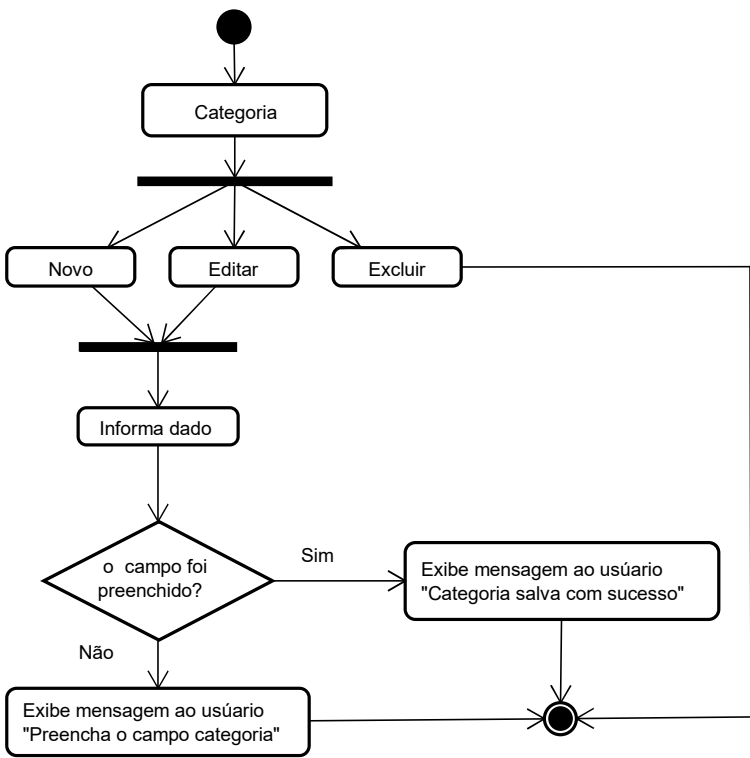 Categoria
Novo
Editar
Excluir
Informa dado
o campo foi
preenchido?
Sim
Exibe mensagem ao usúario
"Categoria salva com sucesso"
Não
Exibe mensagem ao usúario
"Preencha o campo categoria"